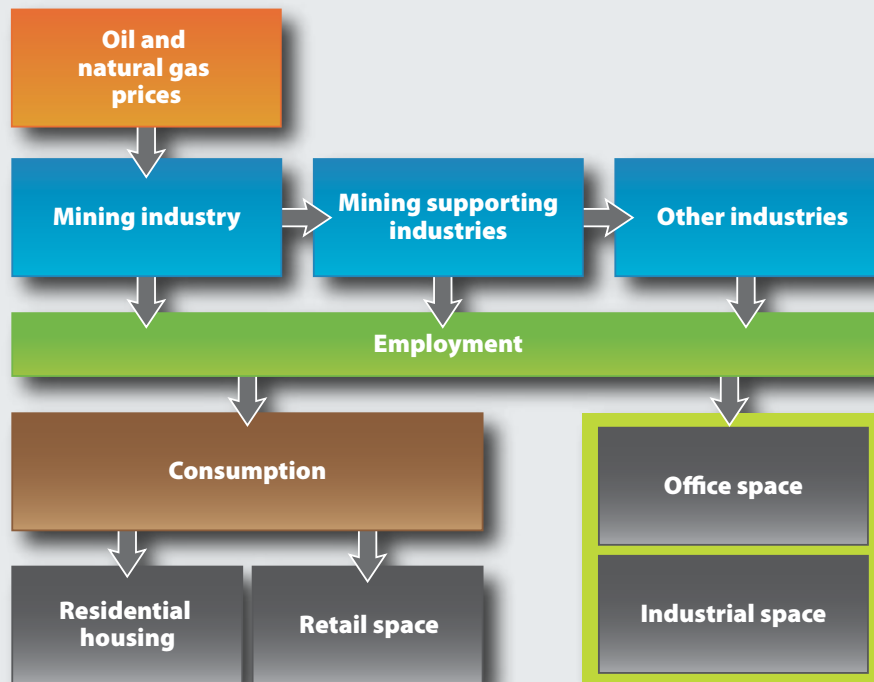 Oil and
natural gas
prices
Mining industry
Mining supporting
industries
Other industries
Employment
Consumption
Office space
Residential
housing
Retail space
Industrial space